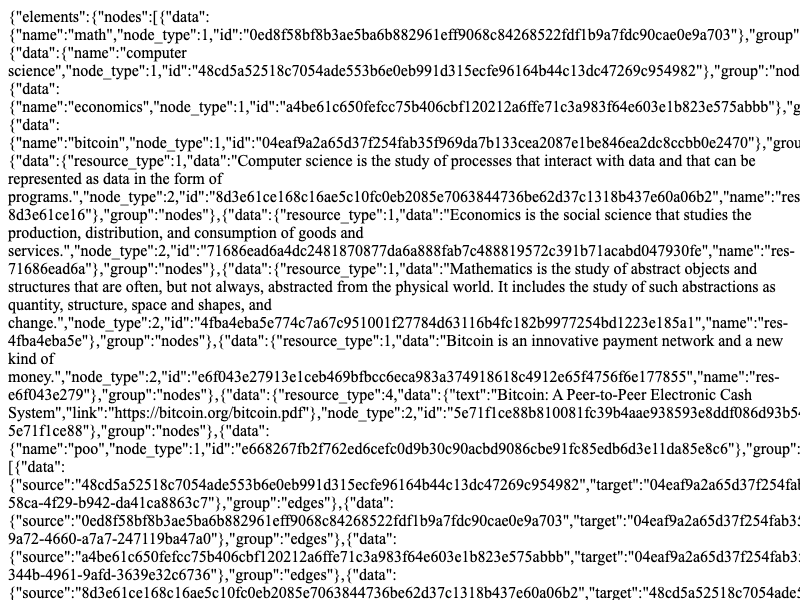 {"elements":{"nodes":[{"data":
{"name":"math","node_type":1,"id":"0ed8f58bf8b3ae5ba6b882961eff9068c84268522fdf1b9a7fdc90cae0e9a703"},"group"
{"data":{"name":"computer
science","node_type":1,"id":"48cd5a52518c7054ade553b6e0eb991d315ecfe96164b44c13dc47269c954982"},"group":"nod
{"data":
{"name":"economics","node_type":1,"id":"a4be61c650fefcc75b406cbf120212a6ffe71c3a983f64e603e1b823e575abbb"},"g
{"data":
{"name":"bitcoin","node_type":1,"id":"04eaf9a2a65d37f254fab35f969da7b133cea2087e1be846ea2dc8ccbb0e2470"},"grou
{"data":{"resource_type":1,"data":"Computer science is the study of processes that interact with data and that can be
represented as data in the form of
programs.","node_type":2,"id":"8d3e61ce168c16ae5c10fc0eb2085e7063844736be62d37c1318b437e60a06b2","name":"res
8d3e61ce16"},"group":"nodes"},{"data":{"resource_type":1,"data":"Economics is the social science that studies the
production, distribution, and consumption of goods and
services.","node_type":2,"id":"71686ead6a4dc2481870877da6a888fab7c488819572c391b71acabd047930fe","name":"res-
71686ead6a"},"group":"nodes"},{"data":{"resource_type":1,"data":"Mathematics is the study of abstract objects and
structures that are often, but not always, abstracted from the physical world. It includes the study of such abstractions as
quantity, structure, space and shapes, and
change.","node_type":2,"id":"4fba4eba5e774c7a67c951001f27784d63116b4fc182b9977254bd1223e185a1","name":"res-
4fba4eba5e"},"group":"nodes"},{"data":{"resource_type":1,"data":"Bitcoin is an innovative payment network and a new
kind of
money.","node_type":2,"id":"e6f043e27913e1ceb469bfbcc6eca983a374918618c4912e65f4756f6e177855","name":"res-
e6f043e279"},"group":"nodes"},{"data":{"resource_type":4,"data":{"text":"Bitcoin: A Peer-to-Peer Electronic Cash
System","link":"https://bitcoin.org/bitcoin.pdf"},"node_type":2,"id":"5e71f1ce88b810081fc39b4aae938593e8ddf086d93b54
5e71f1ce88"},"group":"nodes"},{"data":
{"name":"poo","node_type":1,"id":"e668267fb2f762ed6cefc0d9b30c90acbd9086cbe91fc85edb6d3e11da85e8c6"},"group":
[{"data":
{"source":"48cd5a52518c7054ade553b6e0eb991d315ecfe96164b44c13dc47269c954982","target":"04eaf9a2a65d37f254fab
58ca-4f29-b942-da41ca8863c7"},"group":"edges"},{"data":
{"source":"0ed8f58bf8b3ae5ba6b882961eff9068c84268522fdf1b9a7fdc90cae0e9a703","target":"04eaf9a2a65d37f254fab35
9a72-4660-a7a7-247119ba47a0"},"group":"edges"},{"data":
{"source":"a4be61c650fefcc75b406cbf120212a6ffe71c3a983f64e603e1b823e575abbb","target":"04eaf9a2a65d37f254fab3
344b-4961-9afd-3639e32c6736"},"group":"edges"},{"data":
{"source":"8d3e61ce168c16ae5c10fc0eb2085e7063844736be62d37c1318b437e60a06b2","target":"48cd5a52518c7054ade5